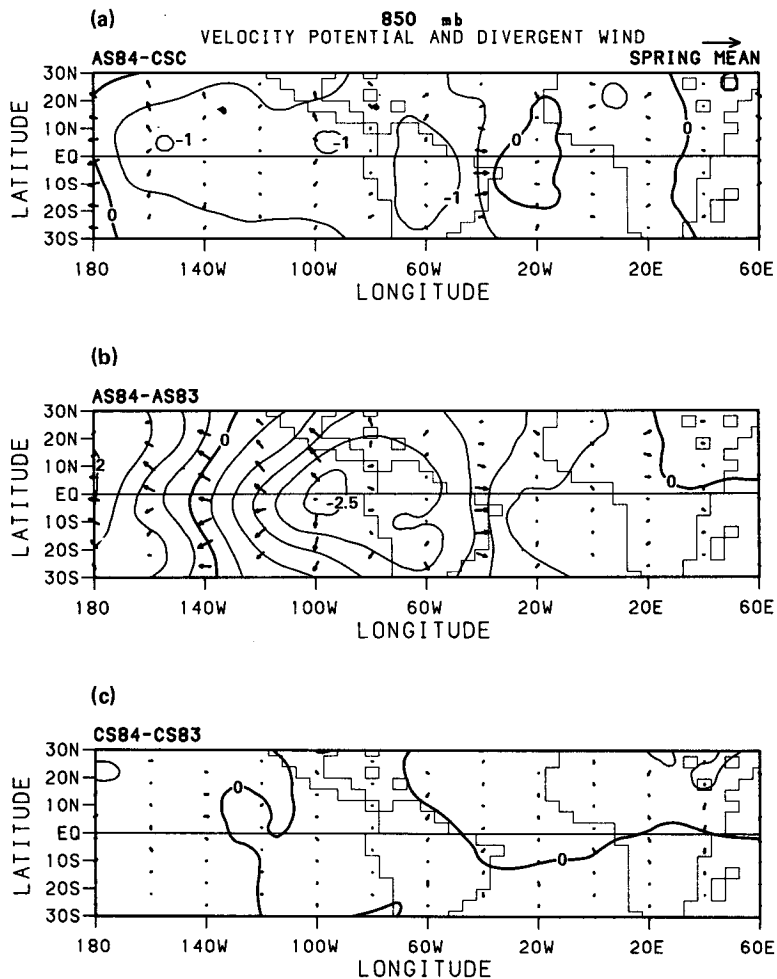 (a)
850 mb
VELOCITY POTENTIAL AND DIVERGENT WIND
AS84-CSC
SPRING MEAN
30N
20N
10N
EQ
10S
20S
30S
LATITUDE
0
-1
-1
-1
0
0
180
140W
100W
60W
20W
20E
60E
LONGITUDE
(b)
AS84-AS83
30N
20N
10N
EQ
10S
20S
30S
LATITUDE
2
0
-2.5
0
180
140W
100W
60W
20W
20E
60E
LONGITUDE
(c)
CS84-CS83
30N
20N
10N
EQ
10S
20S
30S
LATITUDE
0
0
180
140W
100W
60W
20W
20E
60E
LONGITUDE